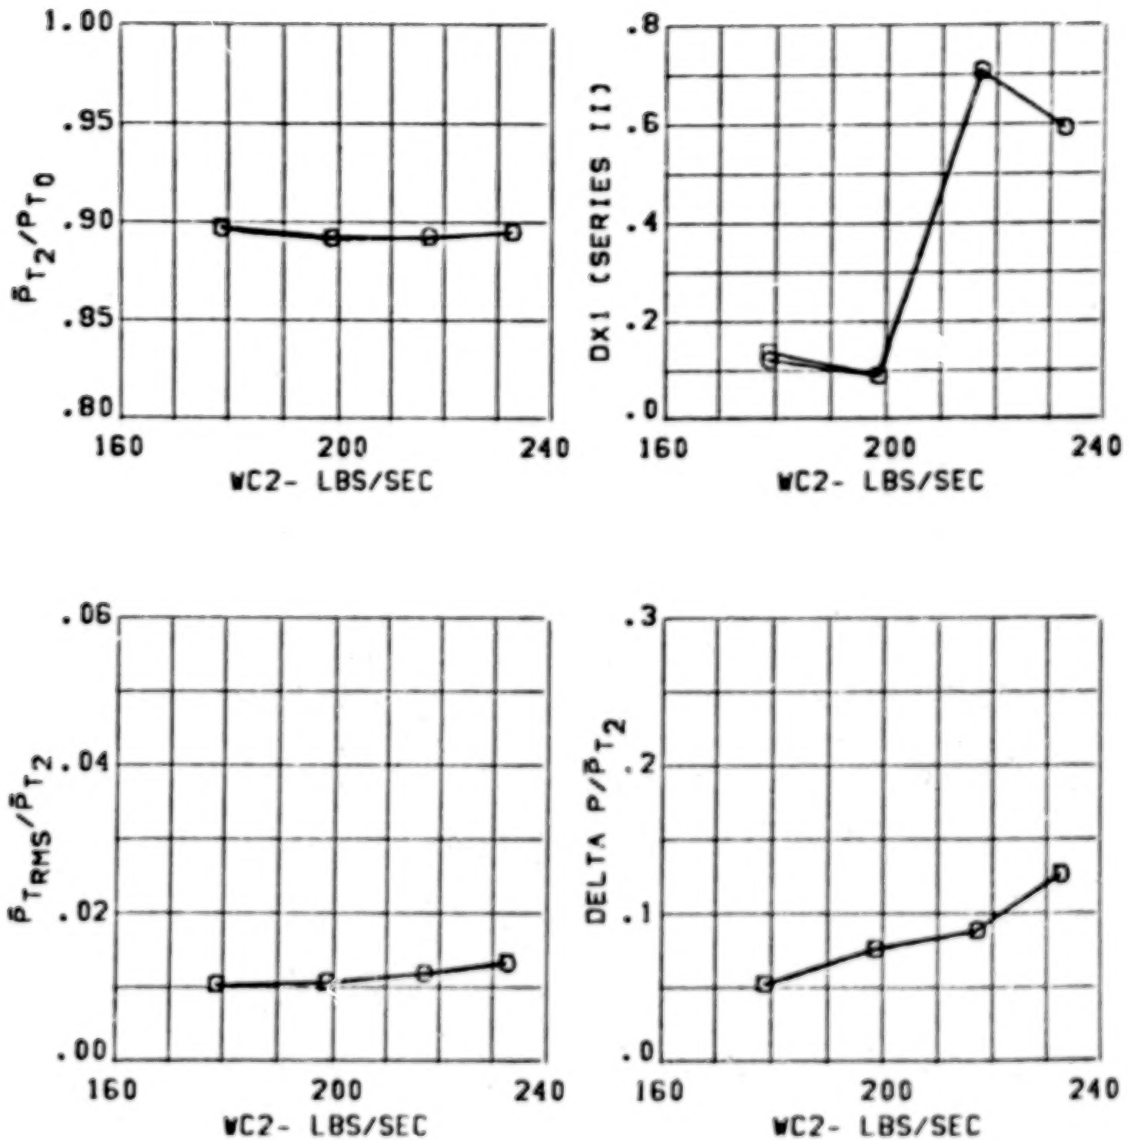 1.00
.95
.90
.85
.80
P̄T2/PT0
160 200 240
WC2- LBS/SEC
.8
.6
.4
.2
.0
DX1 (SERIES II)
160 200 240
WC2- LBS/SEC
.06
.04
.02
.00
P̄TRMS/P̄T2
160 200 240
WC2- LBS/SEC
.3
.2
.1
.0
DELTA P/P̄T2
160 200 240
WC2- LBS/SEC